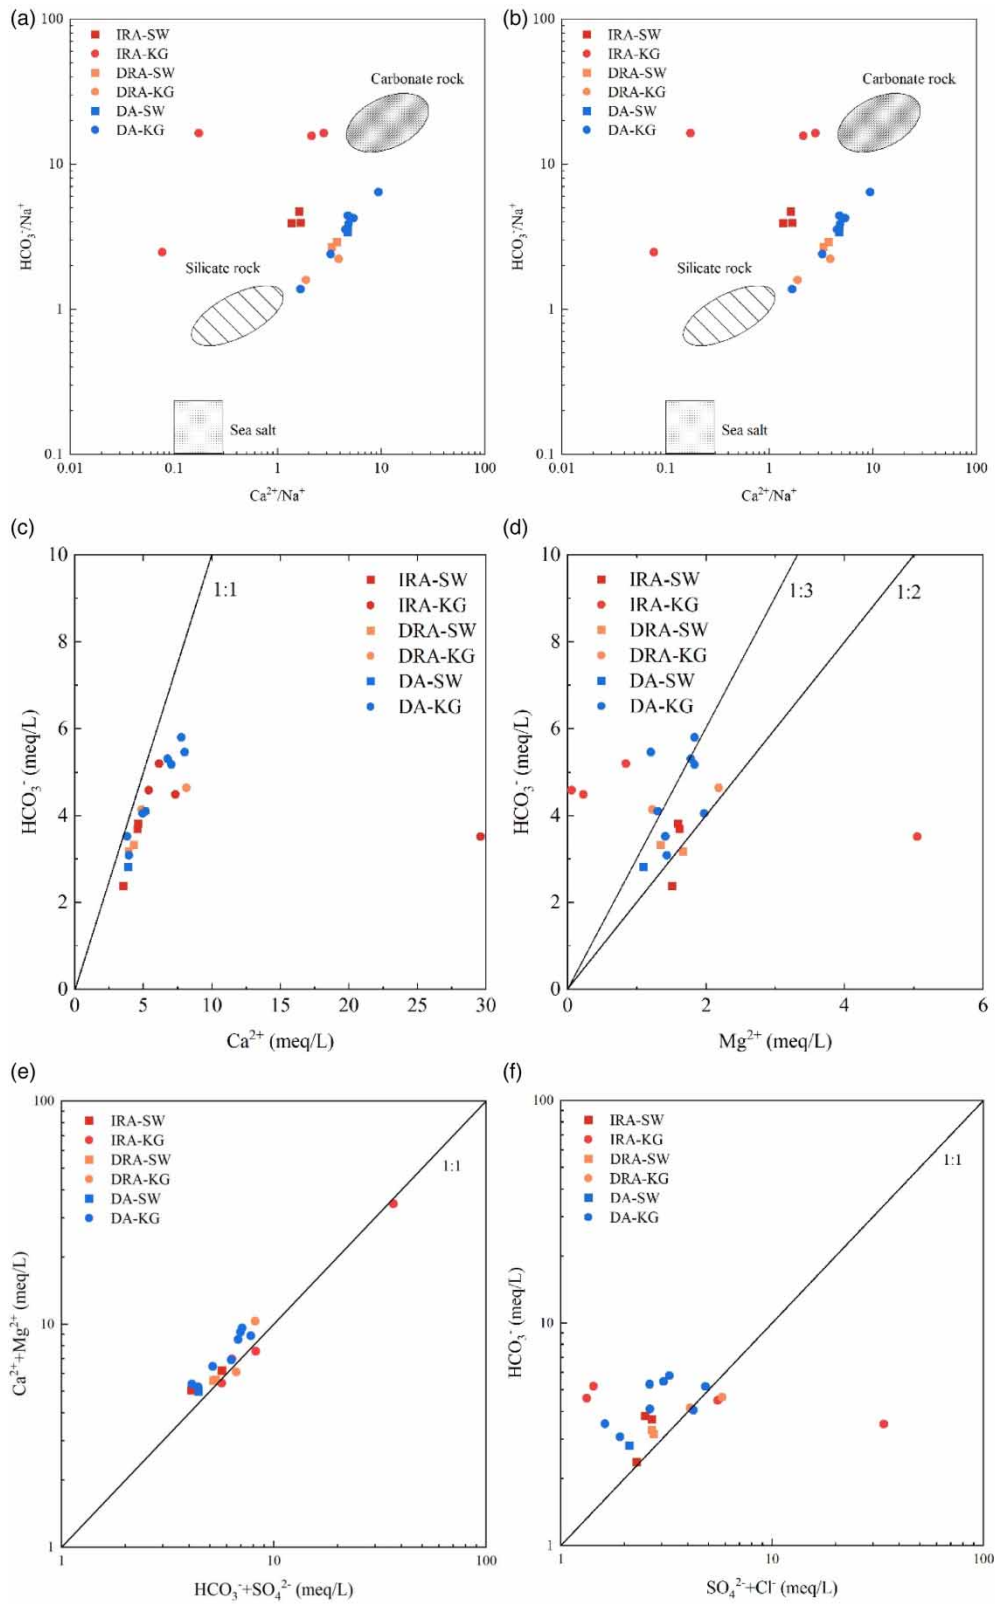 (a)
100
10
1
0.1
HCO₃⁻/Na⁺
IRA-SW
IRA-KG
DRA-SW
DRA-KG
DA-SW
DA-KG
Carbonate rock
Silicate rock
Sea salt
0.01 0.1 1 10 100
Ca²⁺/Na⁺
(b)
100
10
1
0.1
HCO₃⁻/Na⁺
IRA-SW
IRA-KG
DRA-SW
DRA-KG
DA-SW
DA-KG
Carbonate rock
Silicate rock
Sea salt
0.01 0.1 1 10 100
Ca²⁺/Na⁺
(c)
10
8
6
4
2
0
HCO₃⁻ (meq/L)
1:1
IRA-SW
IRA-KG
DRA-SW
DRA-KG
DA-SW
DA-KG
0 5 10 15 20 25 30
Ca²⁺ (meq/L)
(d)
10
8
6
4
2
0
HCO₃⁻ (meq/L)
IRA-SW
IRA-KG
DRA-SW
DRA-KG
DA-SW
DA-KG
1:3
1:2
0 2 4 6
Mg²⁺ (meq/L)
(e)
100
10
1
Ca²⁺+Mg²⁺ (meq/L)
IRA-SW
IRA-KG
DRA-SW
DRA-KG
DA-SW
DA-KG
1:1
1 10 100
HCO₃⁻+SO₄²⁻ (meq/L)
(f)
100
10
1
HCO₃⁻ (meq/L)
IRA-SW
IRA-KG
DRA-SW
DRA-KG
DA-SW
DA-KG
1:1
1 10 100
SO₄²⁻+Cl⁻ (meq/L)